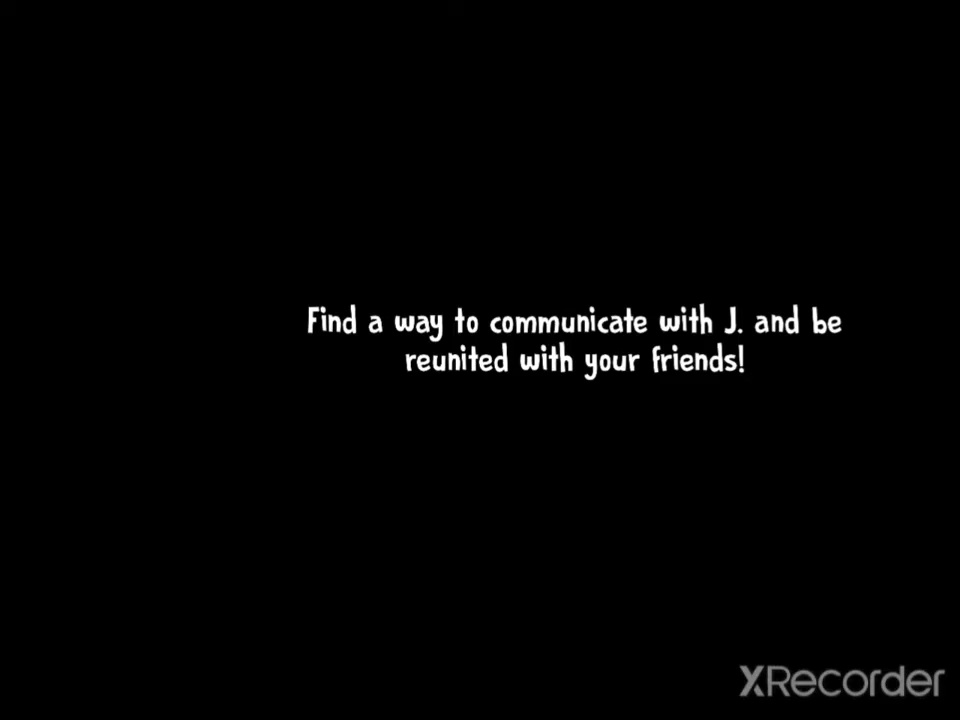 Find a way to communicate with J. and be
reunited with your friends!
XRecorder